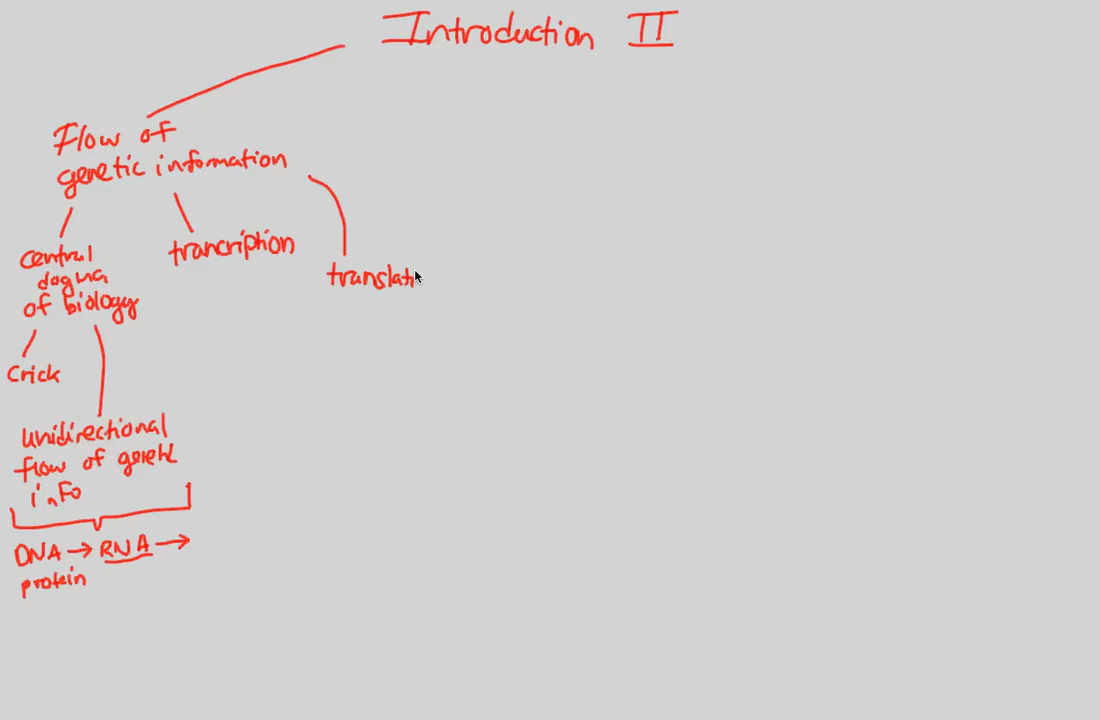 Introduction II
Flow of
genetic information
central
dogma
of biology
trancription
translati
Crick
unidirectional
flow of genetic
info
DNA → RNA →
protein